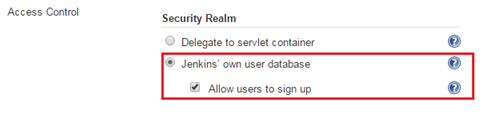 Access Control
Security Realm
Delegate to servlet container
Jenkins' own user database
Allow users to sign up